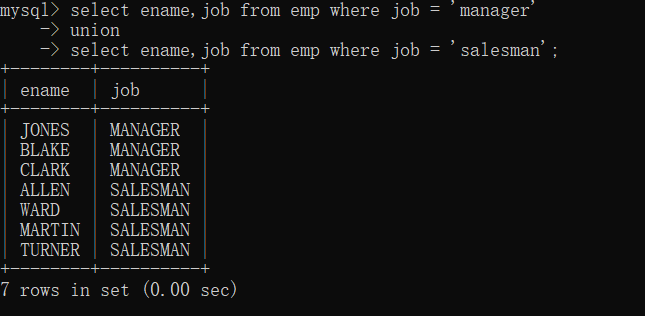 mysql> select ename,job from emp where job = 'manager'
    -> union
    -> select ename,job from emp where job = 'salesman';
+--------+----------+
| ename  | job      |
+--------+----------+
| JONES  | MANAGER  |
| BLAKE  | MANAGER  |
| CLARK  | MANAGER  |
| ALLEN  | SALESMAN |
| WARD   | SALESMAN |
| MARTIN | SALESMAN |
| TURNER | SALESMAN |
+--------+----------+
7 rows in set (0.00 sec)